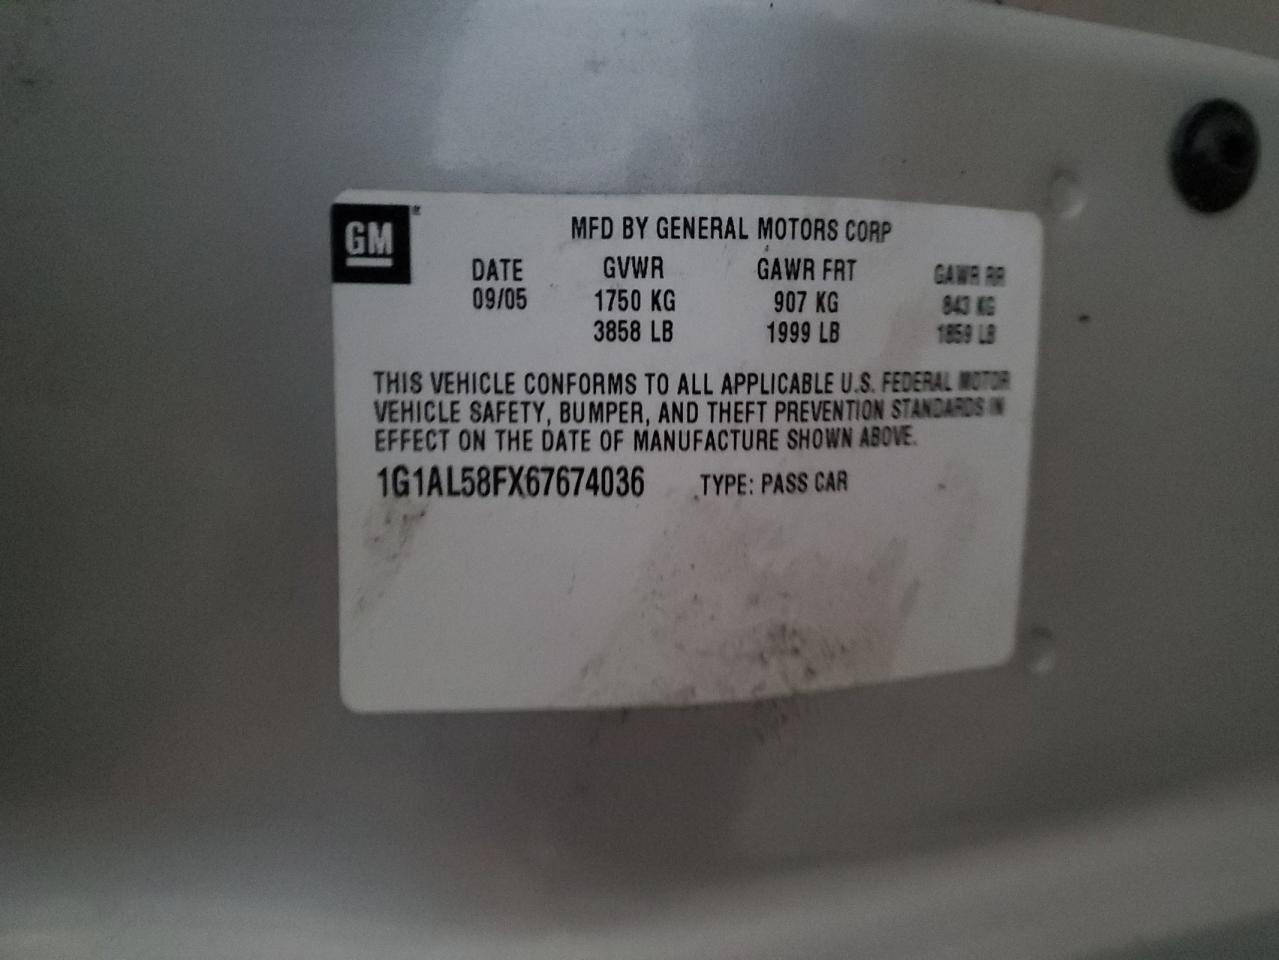 GM
MFD BY GENERAL MOTORS CORP
DATE GVWR GAWR FRT GAWR RR
09/05 1750 KG 907 KG 843 KG
3858 LB 1999 LB 1859 LB
THIS VEHICLE CONFORMS TO ALL APPLICABLE U.S. FEDERAL MOTOR
VEHICLE SAFETY, BUMPER, AND THEFT PREVENTION STANDARDS IN
EFFECT ON THE DATE OF MANUFACTURE SHOWN ABOVE.
1G1AL58FX67674036 TYPE: PASS CAR